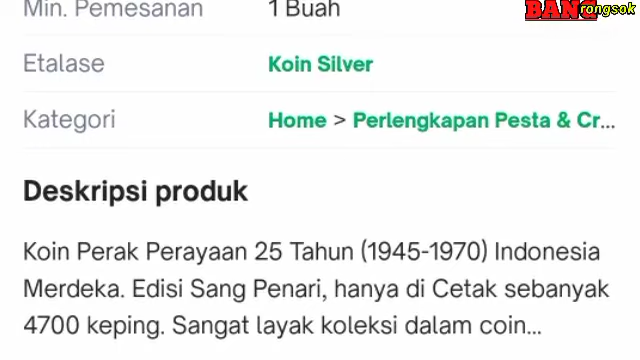 BANG
rongsok
Min. Pemesanan 1 Buah
Etalase Koin Silver
Kategori Home > Perlengkapan Pesta & Cr...
Deskripsi produk
Koin Perak Perayaan 25 Tahun (1945-1970) Indonesia
Merdeka. Edisi Sang Penari, hanya di Cetak sebanyak
4700 keping. Sangat layak koleksi dalam coin...